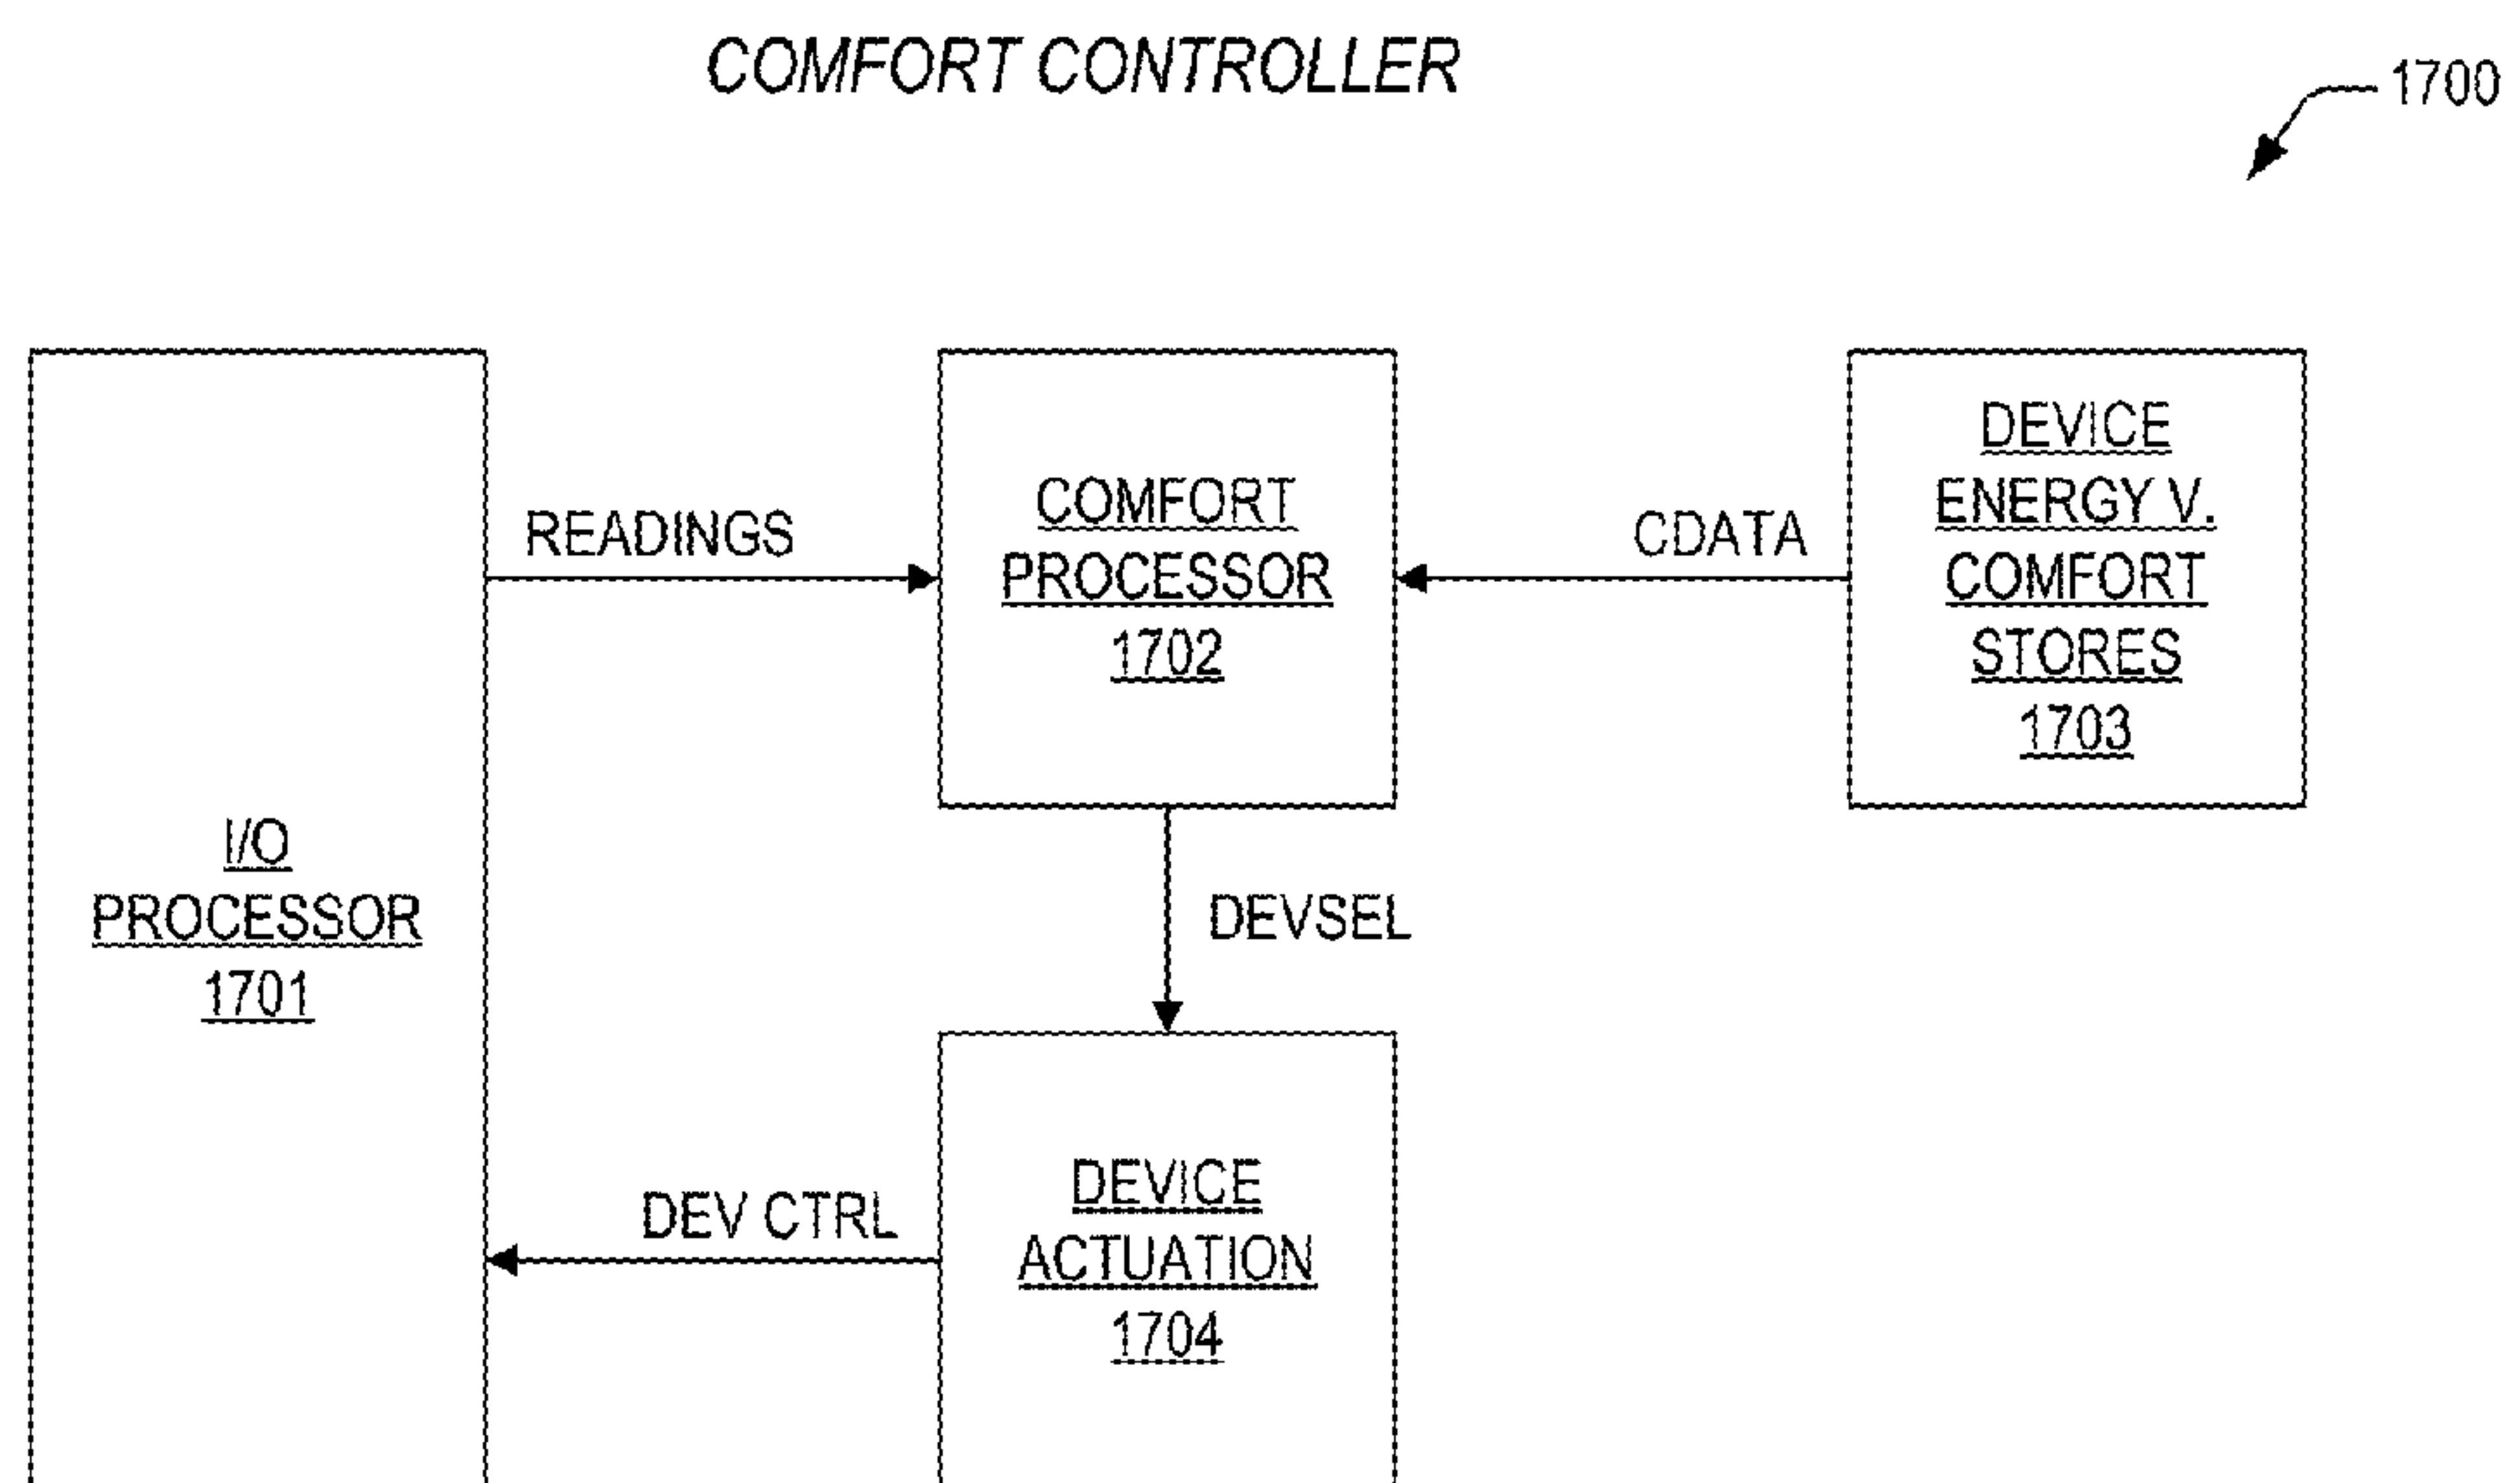 COMFORT CONTROLLER
1700
READINGS
COMFORT
PROCESSOR
1702
CDATA
DEVICE
ENERGY V.
COMFORT
STORES
1703
I/O
PROCESSOR
1701
DEVSEL
DEV CTRL
DEVICE
ACTUATION
1704